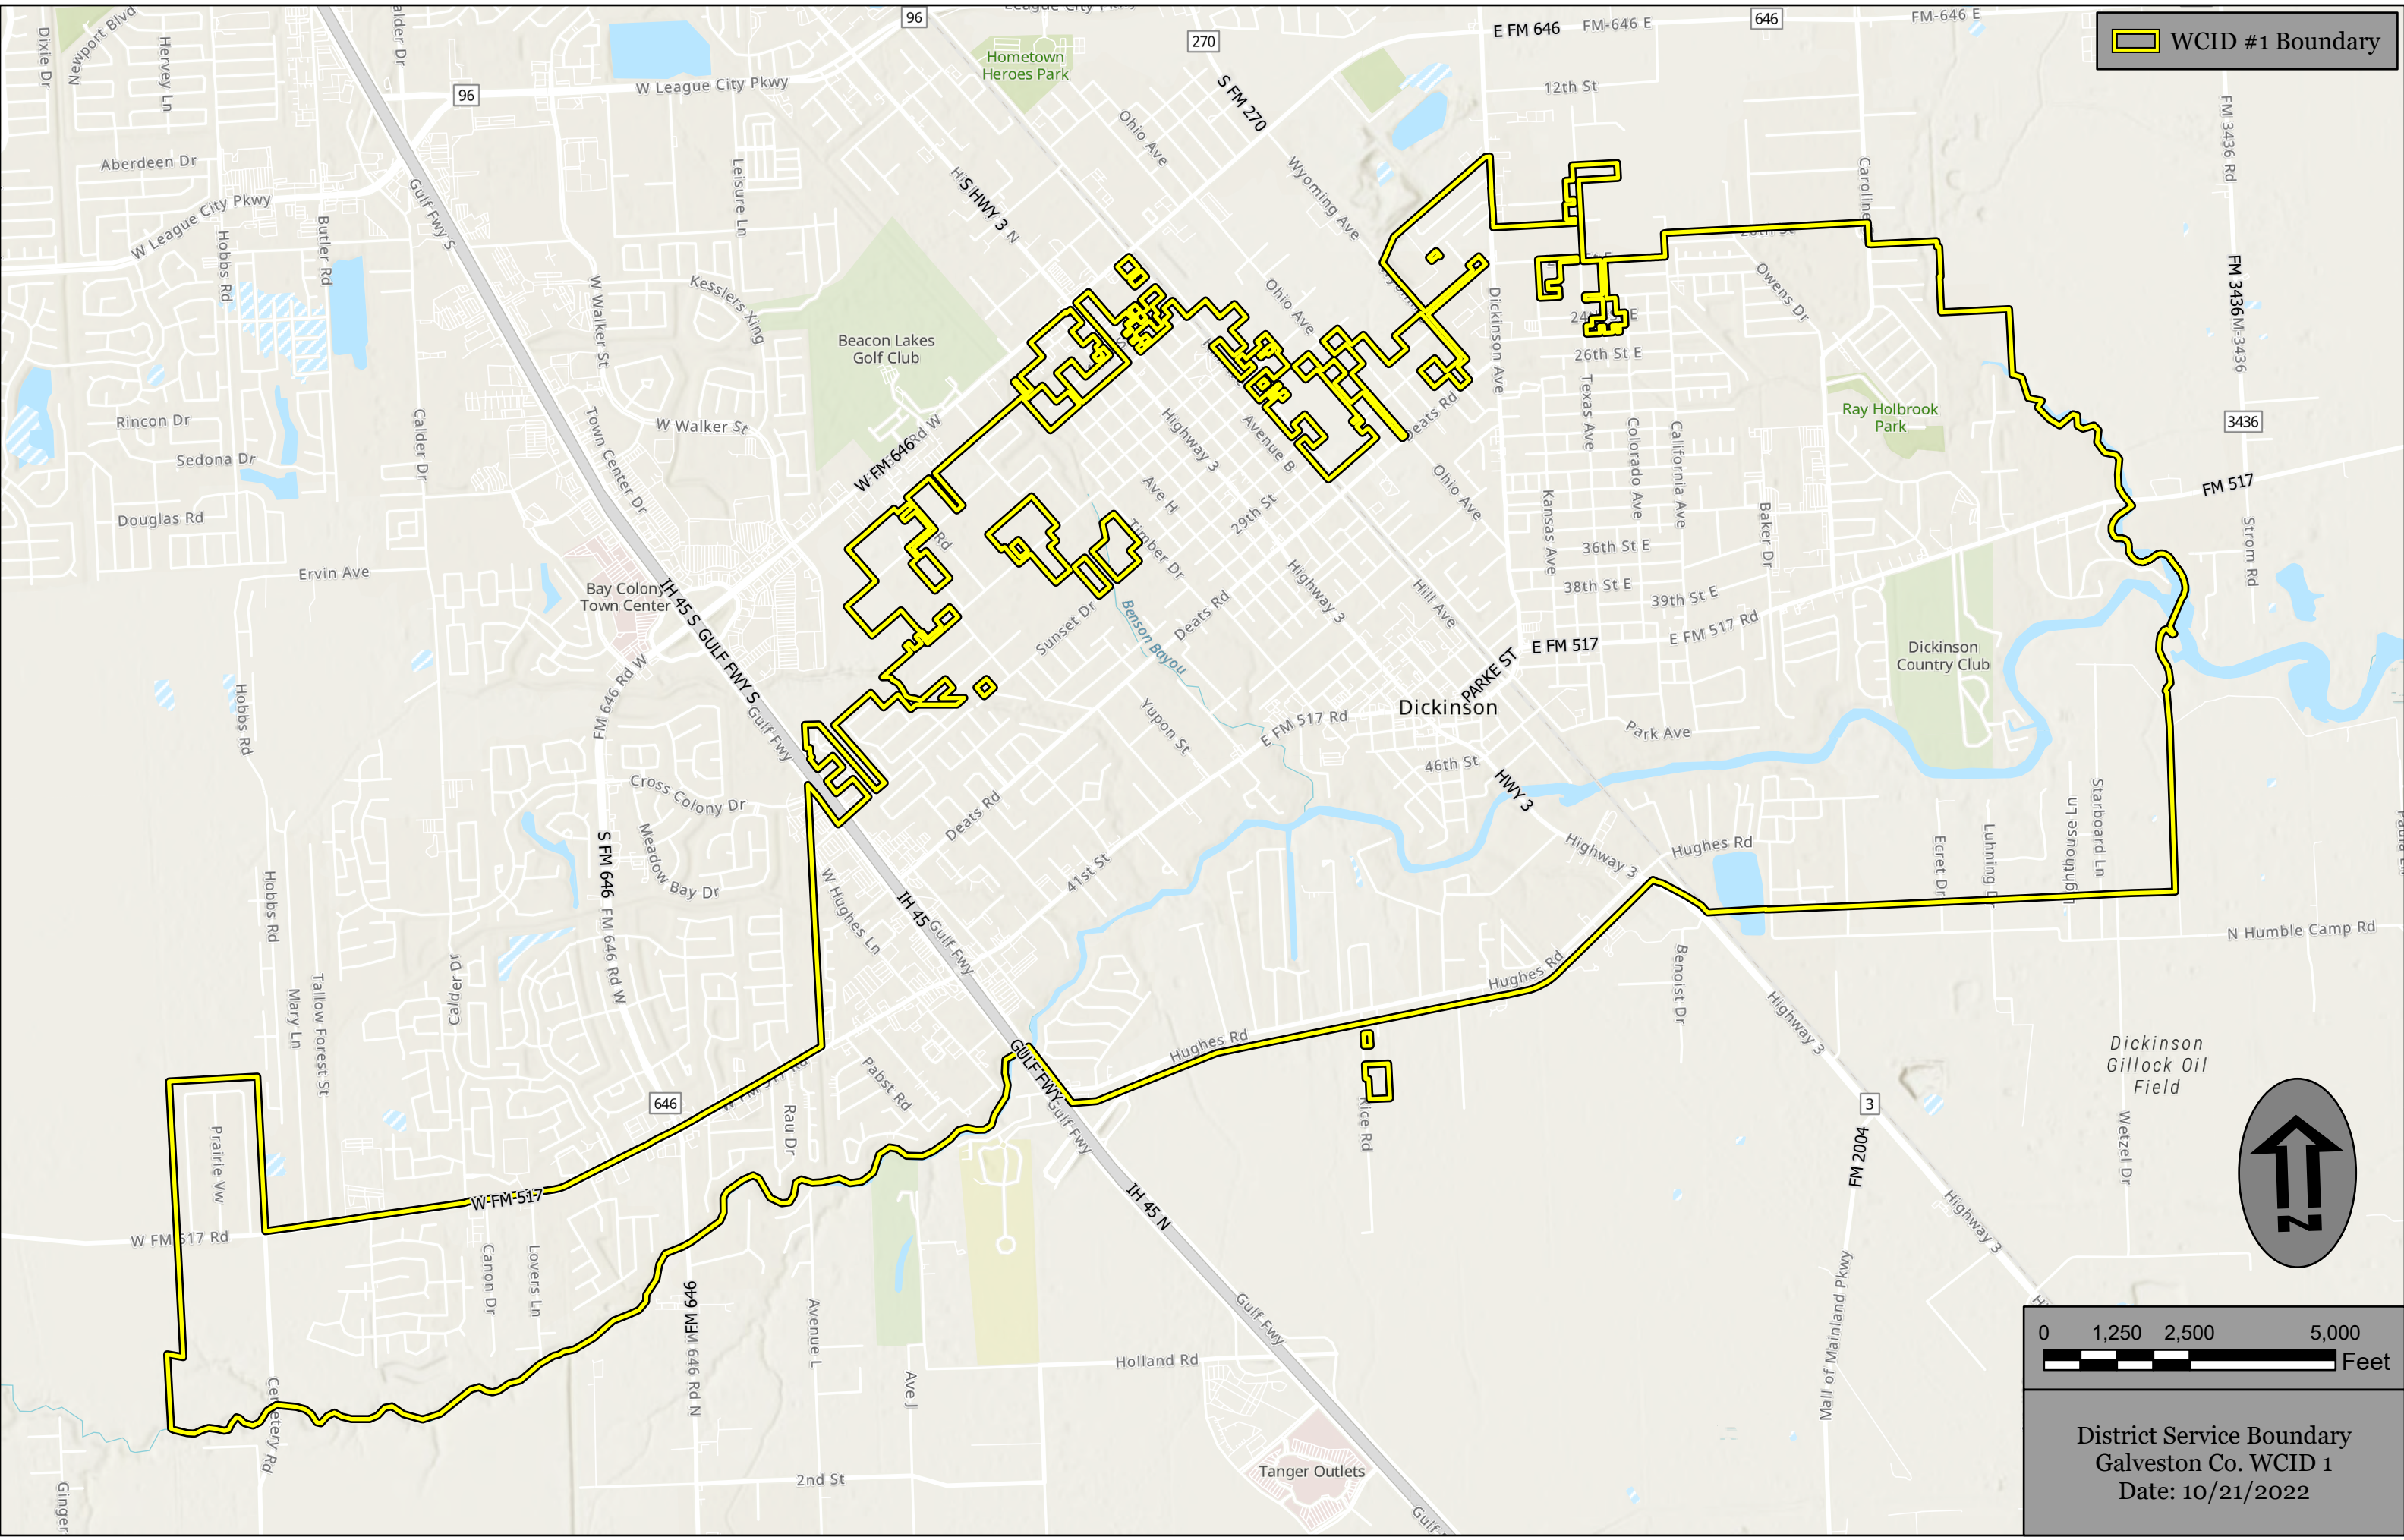 96
League City Pkwy
270
E FM 646
FM-646 E
646
FM-646 E
WCID #1 Boundary
Dixie Dr
Newport Blvd
Hervey Ln
Calder Dr
Hometown
Heroes Park
S FM 270
12th St
FM 3436 Rd
96
W League City Pkwy
Aberdeen Dr
Ohio Ave
Leisure Ln
Wyoming Ave
Caroline
W League City Pkwy
Gulf Fwy S
S HWY 3
N
Hobbs Rd
Butler Rd
W Walker St
Kesslers Xing
Ohio Ave
Dickinson Ave
Owens Dr
FM 3436
Beacon Lakes
Golf Club
26th St E
Rincon Dr
Calder Dr
Town Center Dr
W Walker St
W FM 646
Rd W
Highway 3
Avenue B
Deats Rd
Texas Ave
Colorado Ave
California Ave
Ray Holbrook
Park
3436
Sedona Dr
Ave H
Ohio Ave
Kansas Ave
Baker Dr
FM 517
Douglas Rd
Rd
Timber Dr
29th St
36th St E
Strom Rd
Ervin Ave
Bay Colony
Town Center
IH 45 S GULF FWY S
Sunset Dr
Benson Bayou
Deats Rd
Highway 3
Hill Ave
38th St E
39th St E
E FM 517 Rd
E FM 517
PARKE ST
Dickinson
Country Club
Hobbs Rd
FM 646 Rd W
Gulf Fwy
Yupon St
E FM 517 Rd
Dickinson
Park Ave
46th St
HWY 3
Cross Colony Dr
Meadow Bay Dr
S FM 646
Deats Rd
41st St
Highway 3
Hughes Rd
Ecret Dr
Starboard Ln
Hobbs Rd
W Hughes Ln
IH 45
Gulf Fwy
FM 646 Rd W
N Humble Camp Rd
Calder Dr
Mary Ln
Tallow Forest St
Hughes Rd
Benoist Dr
Highway 3
Hughes Rd
GULF FWY
Gulf Fwy
Dickinson
Gillock Oil
Field
Pabst Rd
646
Rau Dr
Rice Rd
3
Prairie Vw
Wetzel Dr
FM 2004
W FM 517
W FM 517 Rd
IH 45 N
Highway 3
N
Canon Dr
Lovers Ln
FM 646
FM 646 Rd N
Avenue L
Ave J
Gulf Fwy
Holland Rd
Mall of Mainland Pkwy
0 1,250 2,500 5,000
Feet
Cemetery Rd
Ginger
2nd St
Tanger Outlets
District Service Boundary
Galveston Co. WCID 1
Date: 10/21/2022